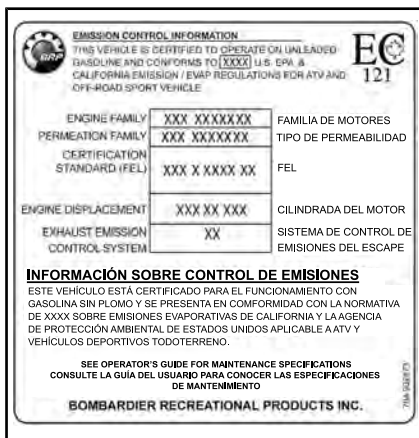 EMISSION CONTROL INFORMATION
THIS VEHICLE IS CERTIFIED TO OPERATE ON UNLEADED
GASOLINE AND CONFORMS TO XXXX U.S. EPA &
CALIFORNIA EMISSION / EVAP REGULATIONS FOR ATV AND
OFF-ROAD SPORT VEHICLE
brp
EC
121
ENGINE FAMILY XXX XXXXXXX FAMILIA DE MOTORES
PERMEATION FAMILY XXX XXXXXXX TIPO DE PERMEABILIDAD
CERTIFICATION
STANDARD (FEL) XXX X XXXX XX FEL
ENGINE DISPLACEMENT XXX XX XXX CILINDRADA DEL MOTOR
EXHAUST EMISSION XX SISTEMA DE CONTROL DE
CONTROL SYSTEM EMISIONES DEL ESCAPE
INFORMACIÓN SOBRE CONTROL DE EMISIONES
ESTE VEHÍCULO ESTÁ CERTIFICADO PARA EL FUNCIONAMIENTO CON
GASOLINA SIN PLOMO Y SE PRESENTA EN CONFORMIDAD CON LA NORMATIVA
DE XXXX SOBRE EMISIONES EVAPORATIVAS DE CALIFORNIA Y LA AGENCIA
DE PROTECCIÓN AMBIENTAL DE ESTADOS UNIDOS APLICABLE A ATV Y
VEHÍCULOS DEPORTIVOS TODOTERRENO.
SEE OPERATOR'S GUIDE FOR MAINTENANCE SPECIFICATIONS
CONSULTE LA GUÍA DEL USUARIO PARA CONOCER LAS ESPECIFICACIONES
DE MANTENIMIENTO
BOMBARDIER RECREATIONAL PRODUCTS INC.